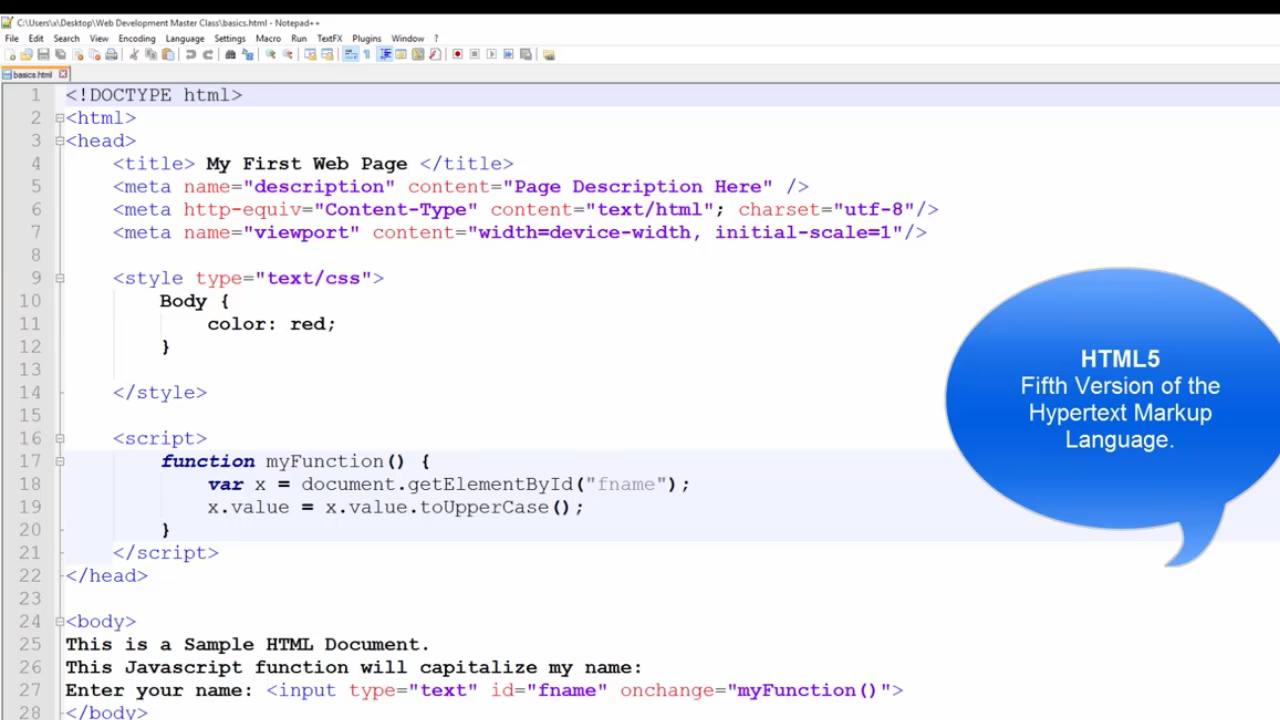 C:\Users\x\Desktop\Web Development Master Class\basics.html - Notepad++
File Edit Search View Encoding Language Settings Macro Run TextFX Plugins Window ?
basics.html
1 <!DOCTYPE html>
2 <html>
3 <head>
4 <title> My First Web Page </title>
5 <meta name="description" content="Page Description Here" />
6 <meta http-equiv="Content-Type" content="text/html"; charset="utf-8"/>
7 <meta name="viewport" content="width=device-width, initial-scale=1"/>
8
9 <style type="text/css">
10 Body {
11 color: red;
12 }
13
14 </style>
15
16 <script>
17 function myFunction() {
18 var x = document.getElementById("fname");
19 x.value = x.value.toUpperCase();
20 }
21 </script>
22 </head>
23
24 <body>
25 This is a Sample HTML Document.
26 This Javascript function will capitalize my name:
27 Enter your name: <input type="text" id="fname" onchange="myFunction()">
28 </body>
HTML5
Fifth Version of the
Hypertext Markup
Language.